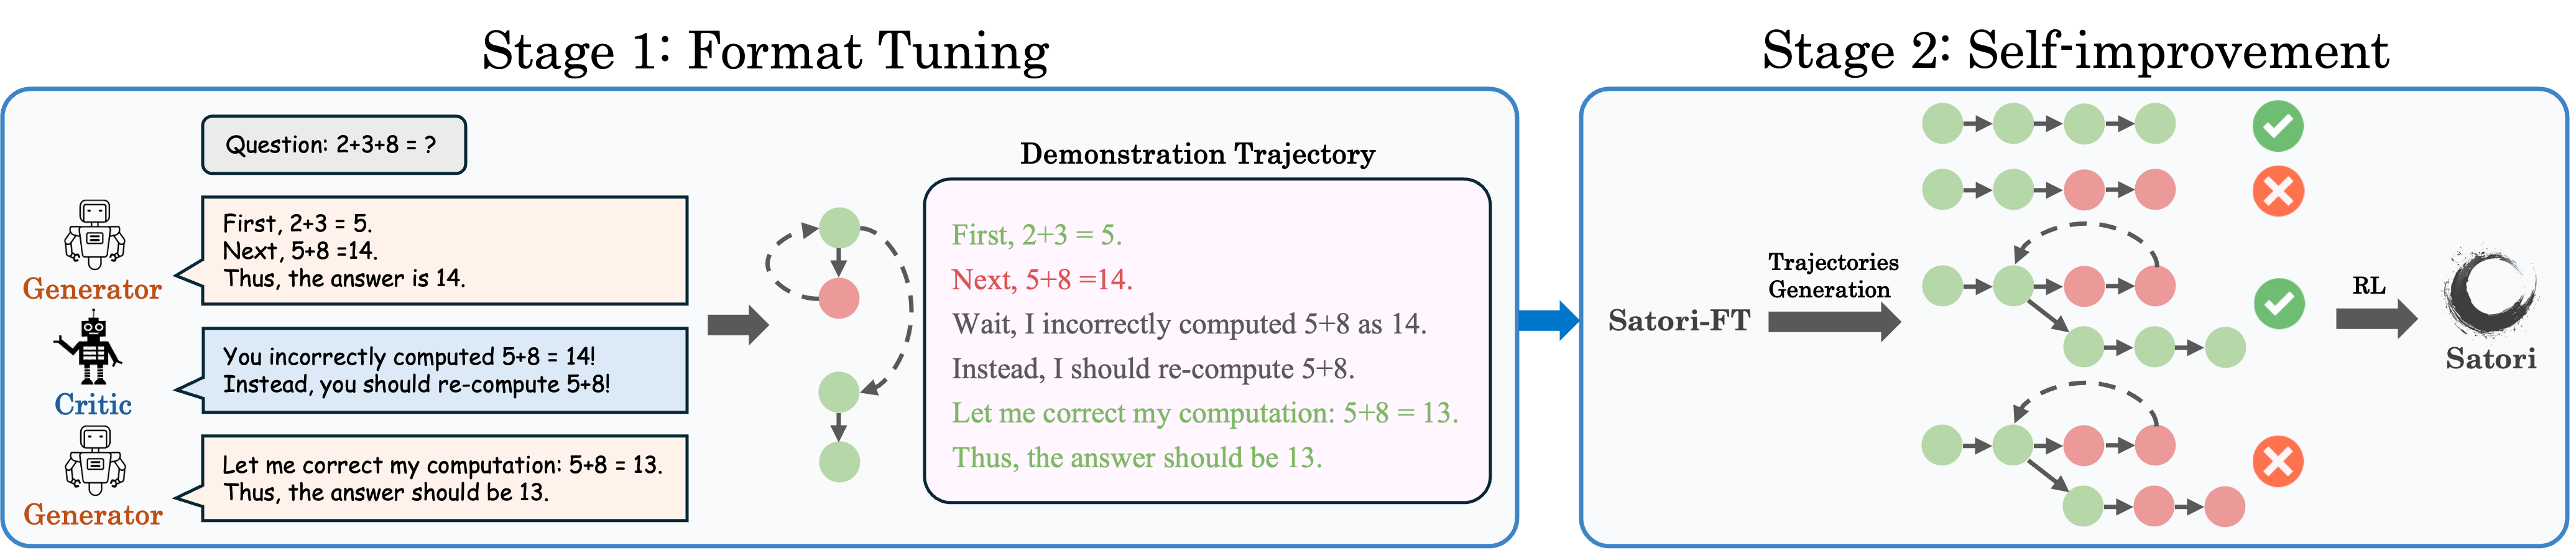 Stage 1: Format Tuning
Question: 2+3+8 = ?
First, 2+3 = 5.
Next, 5+8 =14.
Thus, the answer is 14.
Generator
You incorrectly computed 5+8 = 14!
Instead, you should re-compute 5+8!
Critic
Let me correct my computation: 5+8 = 13.
Thus, the answer should be 13.
Generator
Demonstration Trajectory
First, 2+3 = 5.
Next, 5+8 =14.
Wait, I incorrectly computed 5+8 as 14.
Instead, I should re-compute 5+8.
Let me correct my computation: 5+8 = 13.
Thus, the answer should be 13.
Stage 2: Self-improvement
Satori-FT
Trajectories
Generation
RL
Satori